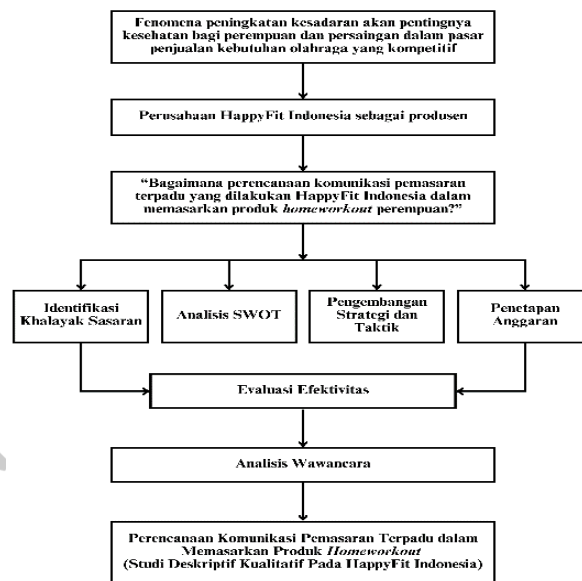 Fenomena peningkatan kesadaran akan pentingnya
kesehatan bagi perempuan dan persaingan dalam pasar
penjualan kebutuhan olahraga yang kompetitif
Perusahaan HappyFit Indonesia sebagai produsen
“Bagaimana perencanaan komunikasi pemasaran
terpadu yang dilakukan HappyFit Indonesia dalam
memasarkan produk homeworkout perempuan?”
Identifikasi
Khalayak Sasaran
Analisis SWOT
Pengembangan
Strategi dan
Taktik
Penetapan
Anggaran
Evaluasi Efektivitas
Analisis Wawancara
Perencanaan Komunikasi Pemasaran Terpadu dalam
Memasarkan Produk Homeworkout
(Studi Deskriptif Kualitatif Pada HappyFit Indonesia)